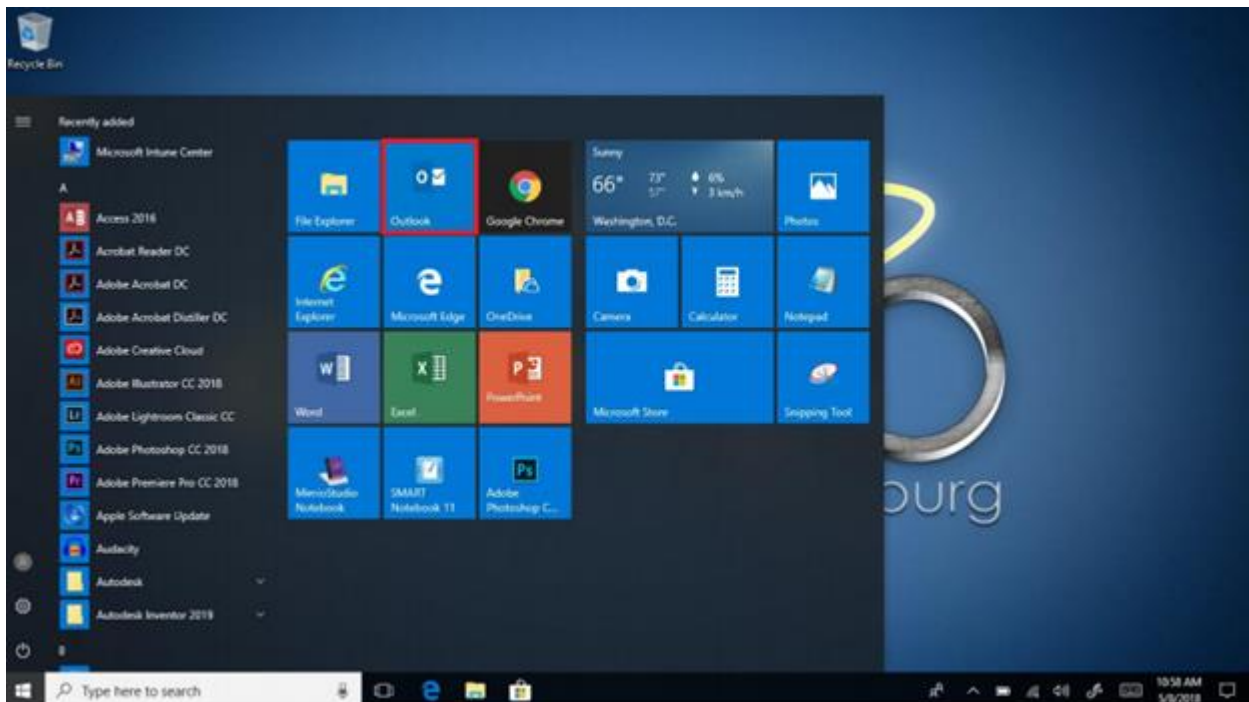 Recycle Bin
Recently added
Microsoft Intune Center
A
Access 2016
Acrobat Reader DC
Adobe Acrobat DC
Adobe Acrobat Distiller DC
Adobe Creative Cloud
Adobe Illustrator CC 2018
Adobe Lightroom Classic CC
Adobe Photoshop CC 2018
Adobe Premiere Pro CC 2018
Apple Software Update
Audacity
Autodesk
Autodesk Inventor 2019
B
File Explorer
Outlook
Google Chrome
Internet
Explorer
Microsoft Edge
OneDrive
Word
Excel
PowerPoint
MimioStudio
Notebook
SMART
Notebook 11
Adobe
Photoshop C...
Sunny
66° 73° 6%
57° 3 km/h
Washington, D.C.
Photos
Camera
Calculator
Notepad
Microsoft Store
Snipping Tool
burg
Type here to search
10:58 AM
5/8/2018